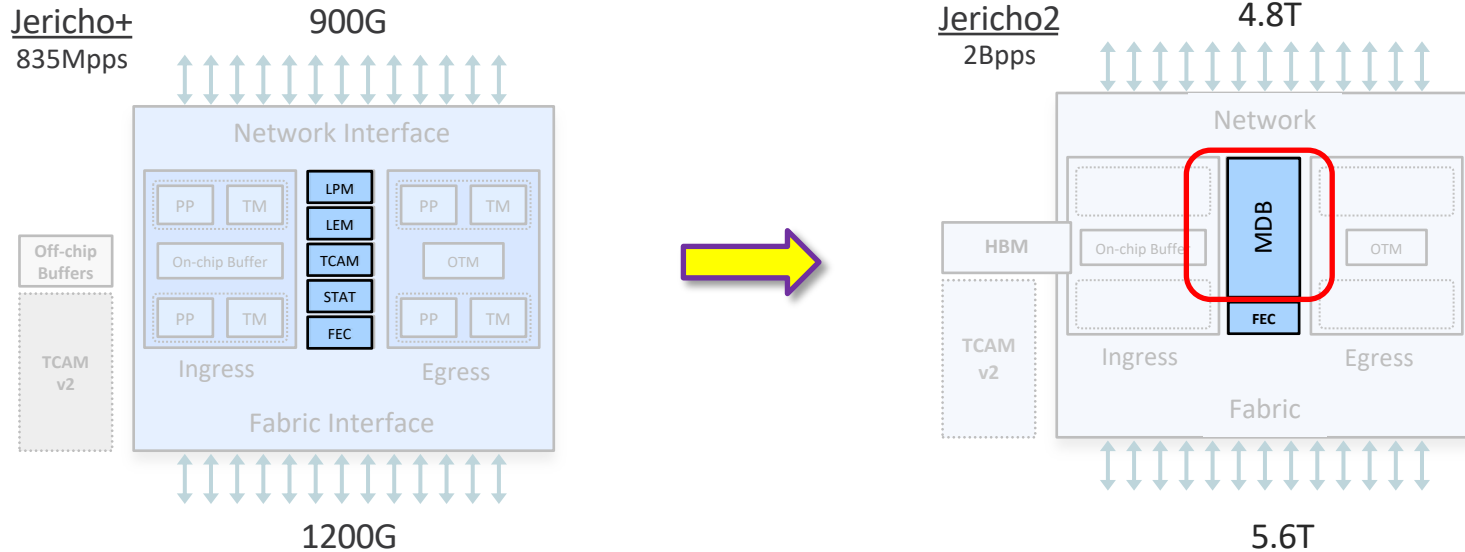 Jericho+
835Mpps
900G
Network Interface
PP
TM
LPM
PP
TM
LEM
Off-chip
Buffers
On-chip Buffer
TCAM
OTM
STAT
PP
TM
FEC
PP
TM
TCAM
v2
Ingress
Egress
Fabric Interface
1200G
Jericho2
2Bpps
4.8T
Network
MDB
HBM
On-chip Buffer
OTM
FEC
TCAM
v2
Ingress
Egress
Fabric
5.6T